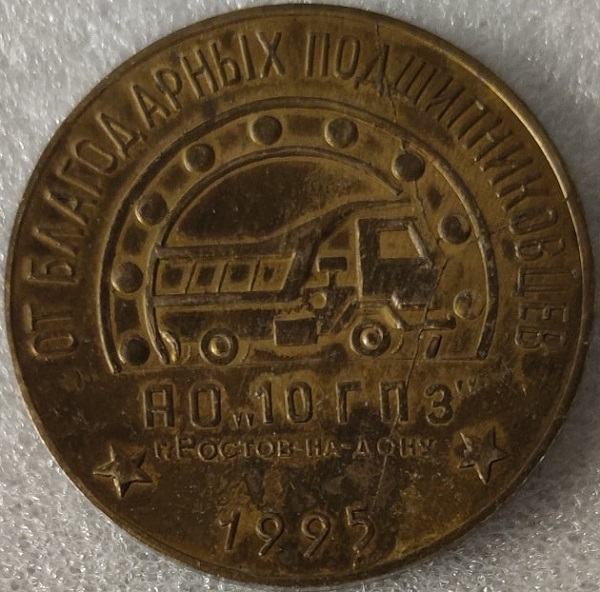 ОТ БЛАГОДАРНЫХ ПОДШИПНИКОВЦЕВ
АО „10 ГПЗ"
г. РОСТОВ-НА-ДОНУ
1995